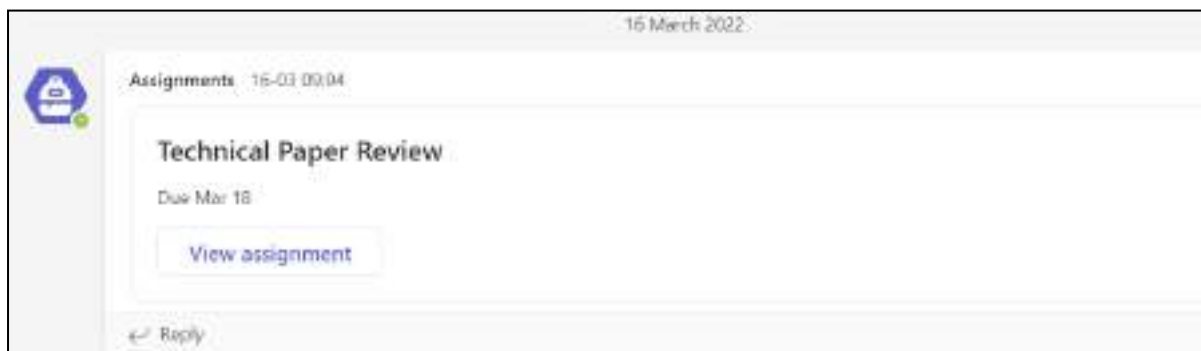 16 March 2022
Assignments 16-03 09:04
Technical Paper Review
Due Mar 18
View assignment
Reply